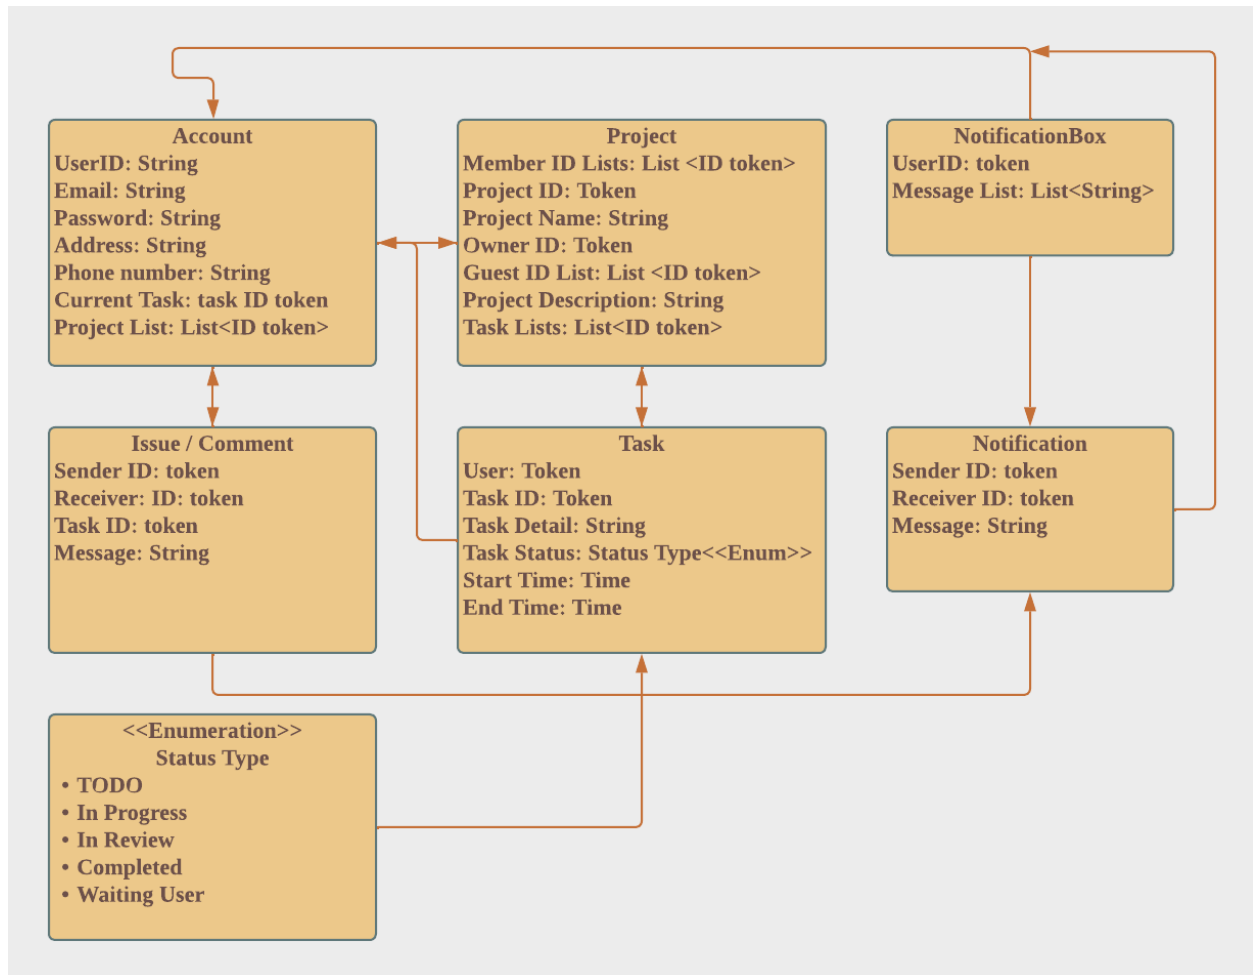 Account
UserID: String
Email: String
Password: String
Address: String
Phone number: String
Current Task: task ID token
Project List: List<ID token>
Project
Member ID Lists: List <ID token>
Project ID: Token
Project Name: String
Owner ID: Token
Guest ID List: List <ID token>
Project Description: String
Task Lists: List<ID token>
NotificationBox
UserID: token
Message List: List<String>
Issue / Comment
Sender ID: token
Receiver: ID: token
Task ID: token
Message: String
Task
User: Token
Task ID: Token
Task Detail: String
Task Status: Status Type<<Enum>>
Start Time: Time
End Time: Time
Notification
Sender ID: token
Receiver ID: token
Message: String
<<Enumeration>>
Status Type
• TODO
• In Progress
• In Review
• Completed
• Waiting User